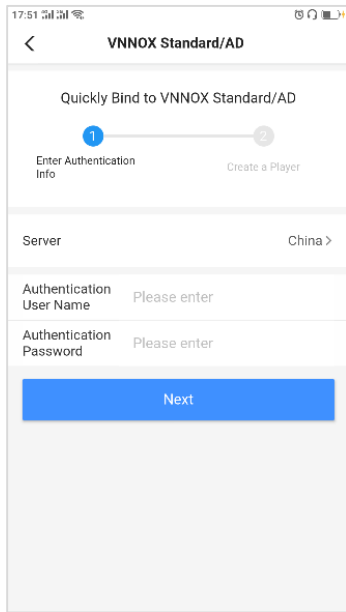 17:51
VNNOX Standard/AD
Quickly Bind to VNNOX Standard/AD
1
2
Enter Authentication
Info
Create a Player
Server
China >
Authentication
User Name
Please enter
Authentication
Password
Please enter
Next